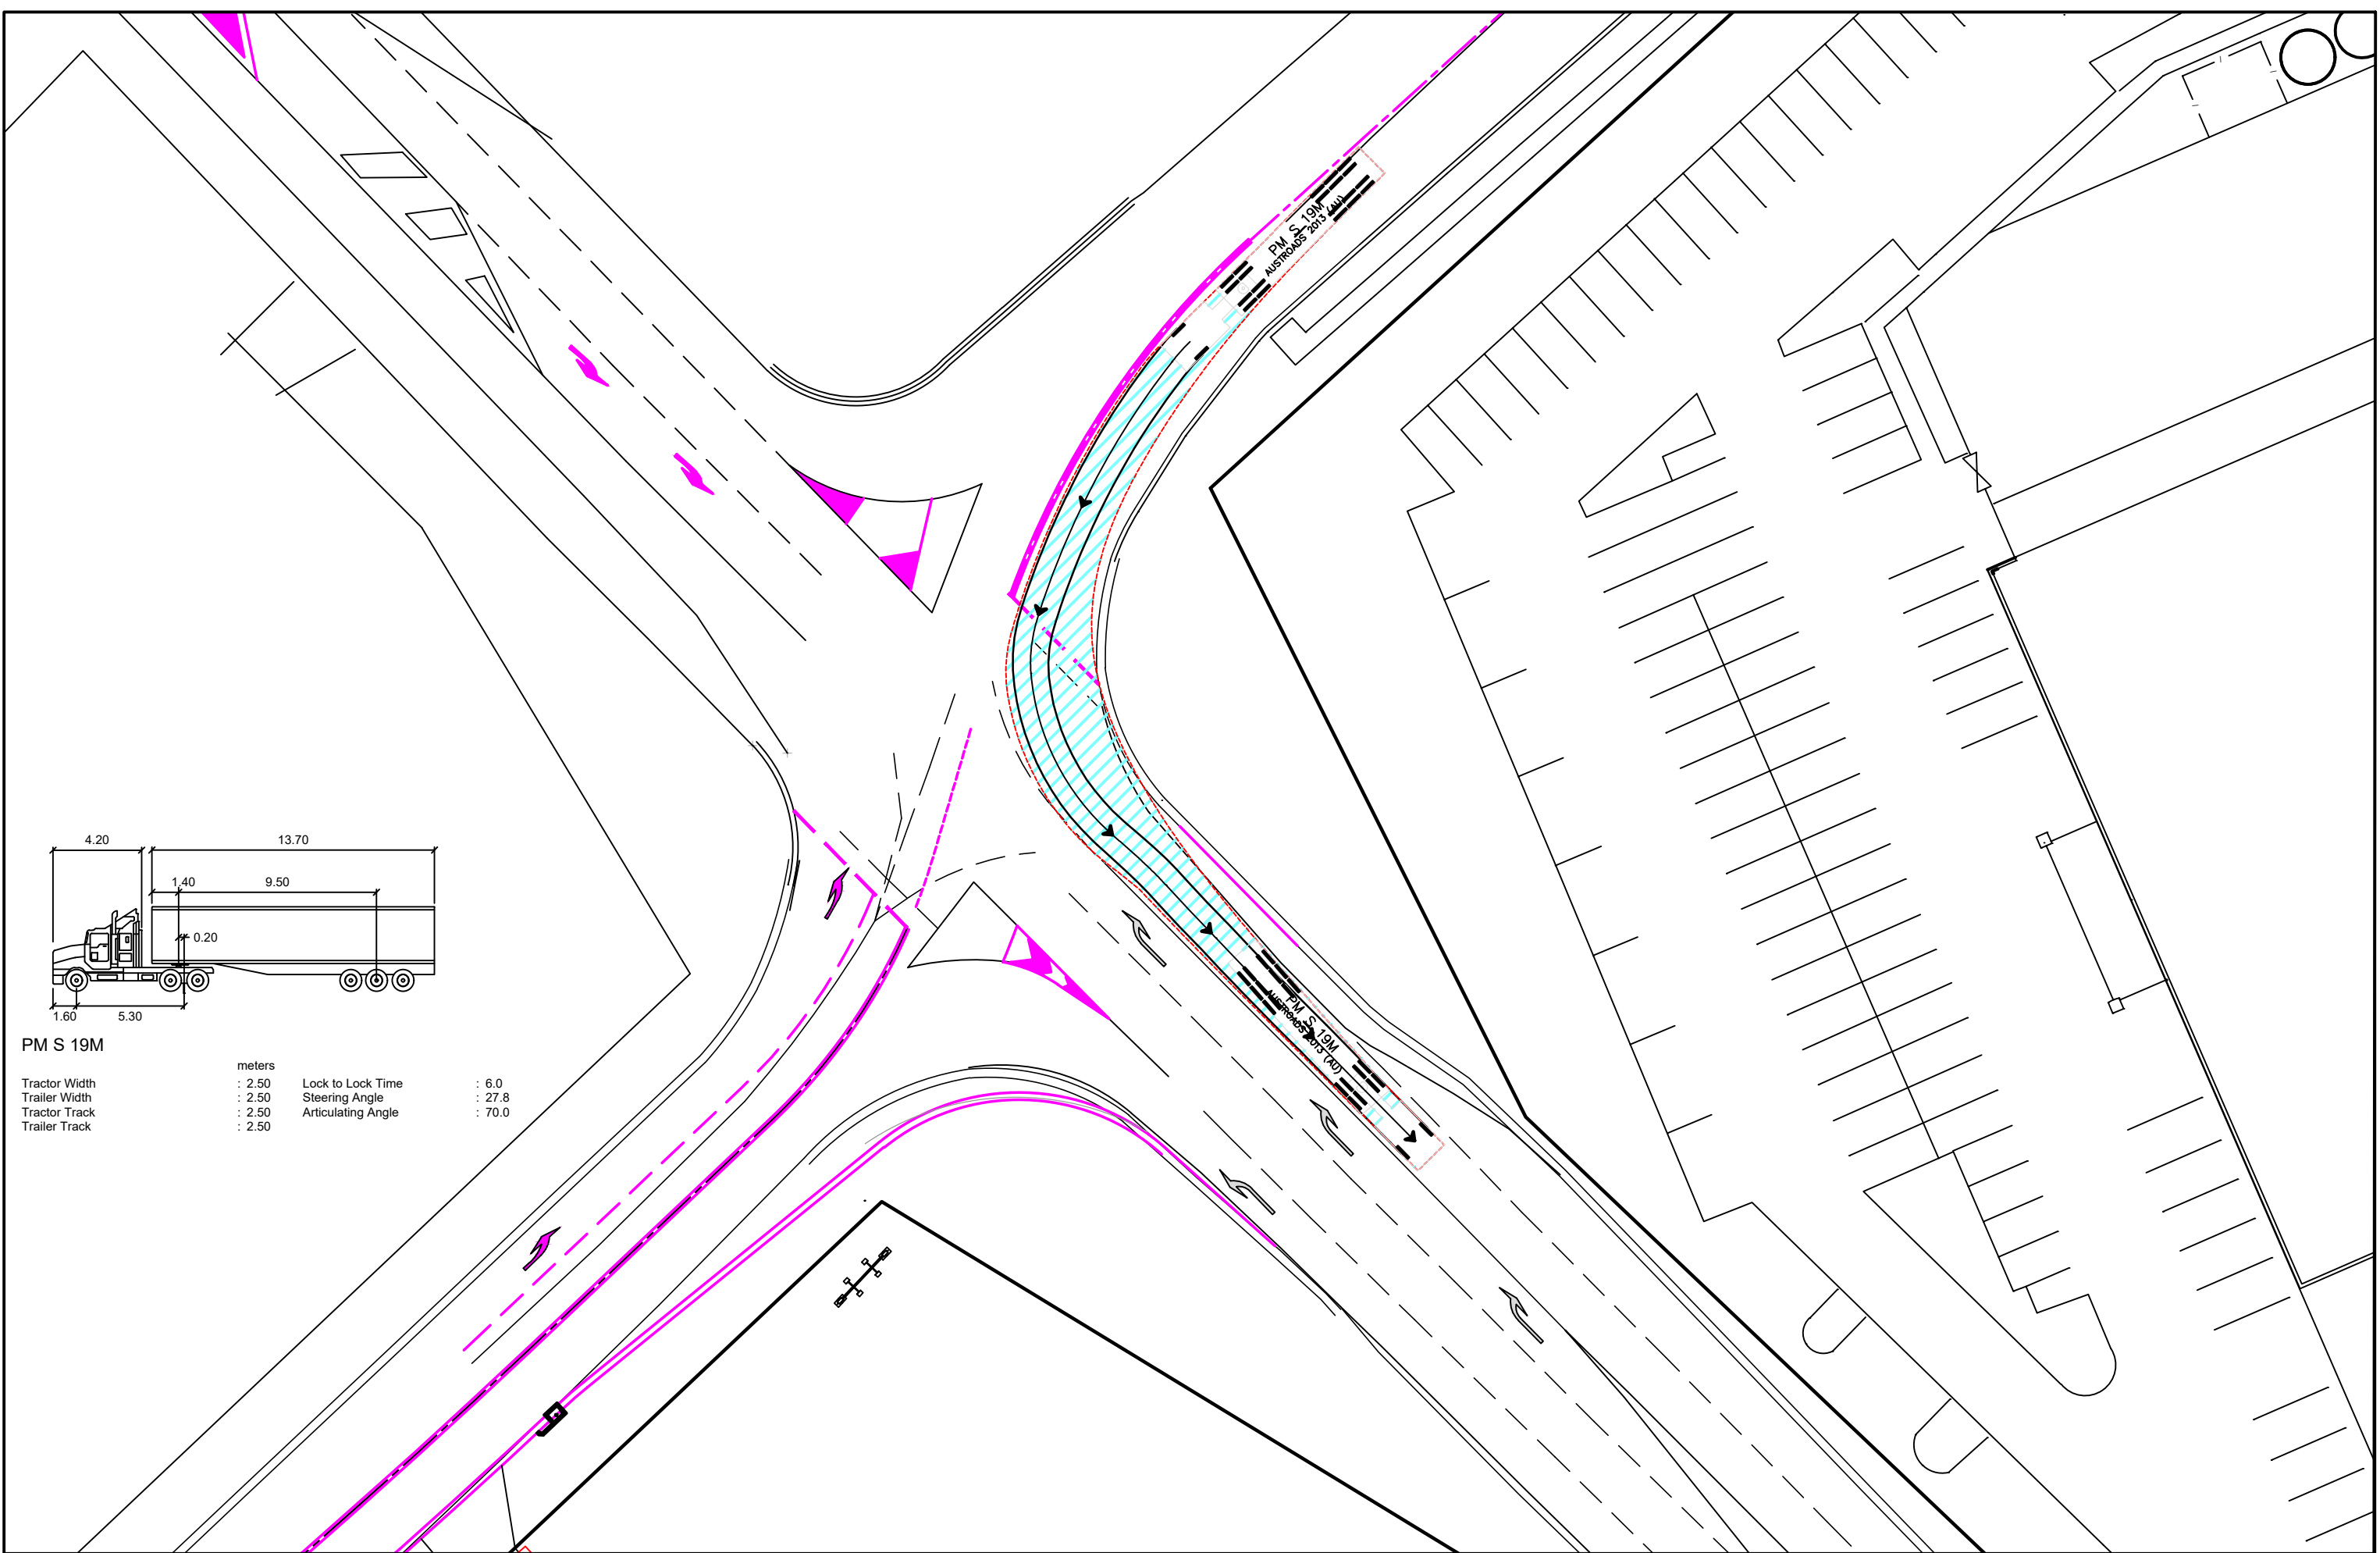 PM S 19M
AUSTROADS 2013 (AU)
4.20
13.70
1.40
9.50
0.20
1.60
5.30
PM S 19M
AUSTROADS 2013 (AU)
PM S 19M
meters
Tractor Width : 2.50 Lock to Lock Time : 6.0
Trailer Width : 2.50 Steering Angle : 27.8
Tractor Track : 2.50 Articulating Angle : 70.0
Trailer Track : 2.50